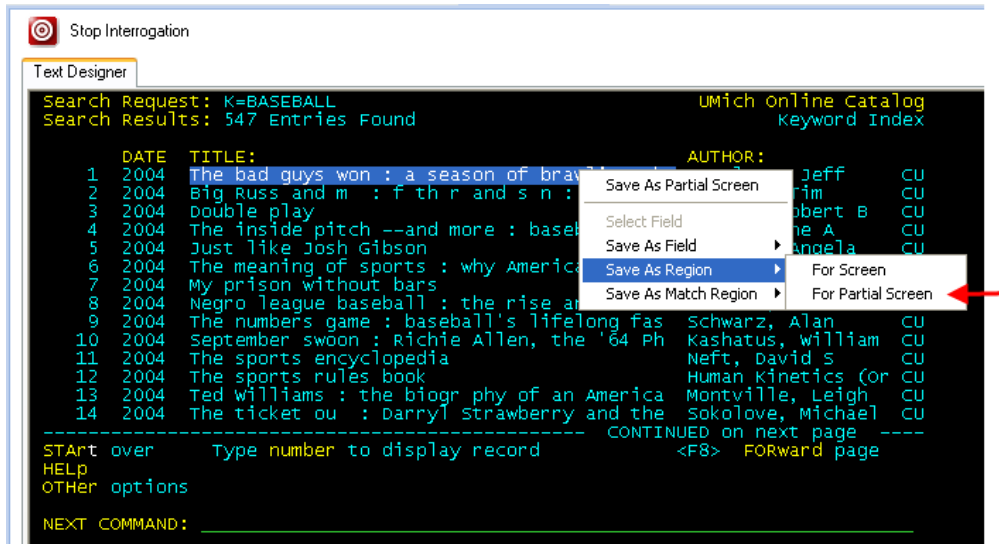 Stop Interrogation
Text Designer
Search Request: K=BASEBALL UMich Online Catalog
Search Results: 547 Entries Found Keyword Index
DATE TITLE: AUTHOR:
1 2004 The bad guys won : a season of Jeff CU
2 2004 Big Russ and m : f th r and s n : CU
3 2004 Double play B CU
4 2004 The inside pitch --and more : A CU
5 2004 Just like Josh Gibson Angela CU
6 2004 The meaning of sports : why
7 2004 My prison without bars
8 2004 Negro league baseball : the rise
9 2004 The numbers game : baseball's lifelong fas Schwarz, Alan CU
10 2004 September swoon : Richie Allen, the '64 Ph Kashatus, William CU
11 2004 The sports encyclopedia Neft, David S CU
12 2004 The sports rules book Human Kinetics (Or CU
13 2004 Ted Williams : the biogr phy of an America Montville, Leigh CU
14 2004 The ticket ou : Darryl Strawberry and the Sokolove, Michael CU
CONTINUED on next page ----
STArt over Type number to display record <F8> FORward page
HELp
OTHer options
NEXT COMMAND:
Save As Partial Screen
Select Field
Save As Field
Save As Region
Save As Match Region
For Screen
For Partial Screen